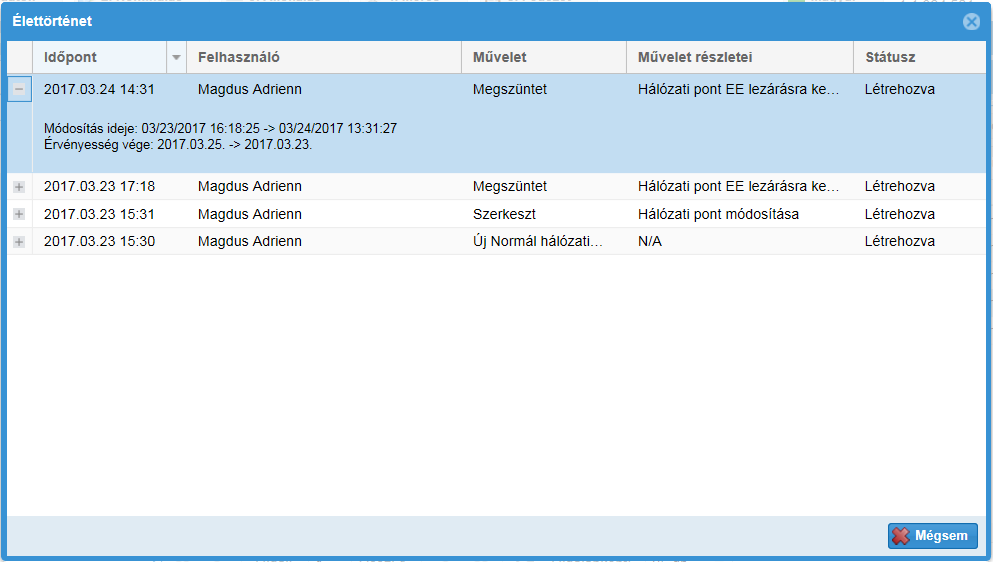 Élettörténet
Időpont Felhasználó Művelet Művelet részletei Státusz
2017.03.24 14:31 Magdus Adrienn Megszüntet Hálózati pont EE lezárásra ke... Létrehozva
Módosítás ideje: 03/23/2017 16:18:25 -> 03/24/2017 13:31:27
Érvényesség vége: 2017.03.25. -> 2017.03.23.
2017.03.23 17:18 Magdus Adrienn Megszüntet Hálózati pont EE lezárásra ke... Létrehozva
2017.03.23 15:31 Magdus Adrienn Szerkeszt Hálózati pont módosítása Létrehozva
2017.03.23 15:30 Magdus Adrienn Új Normál hálózati... N/A Létrehozva
Mégsem